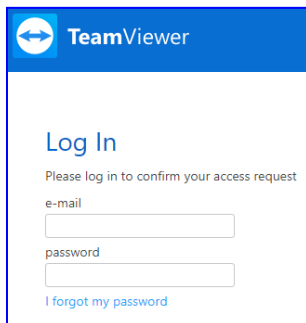 TeamViewer
Log In
Please log in to confirm your access request
e-mail
password
I forgot my password